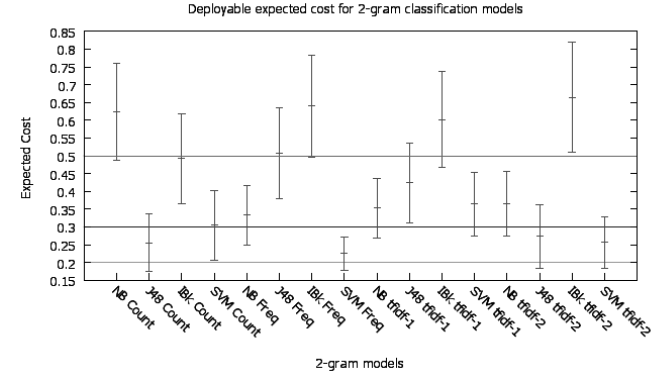 Deployable expected cost for 2-gram classification models
0.85
0.8
0.75
0.7
0.65
0.6
0.55
0.5
0.45
0.4
0.35
0.3
0.25
0.2
0.15
Expected Cost
NB Count
J48 Count
IBk Count
SVM Count
NB Freq
J48 Freq
IBk Freq
SVM Freq
NB tfidf-1
J48 tfidf-1
IBk tfidf-1
SVM tfidf-1
NB tfidf-2
J48 tfidf-2
IBk tfidf-2
SVM tfidf-2
2-gram models